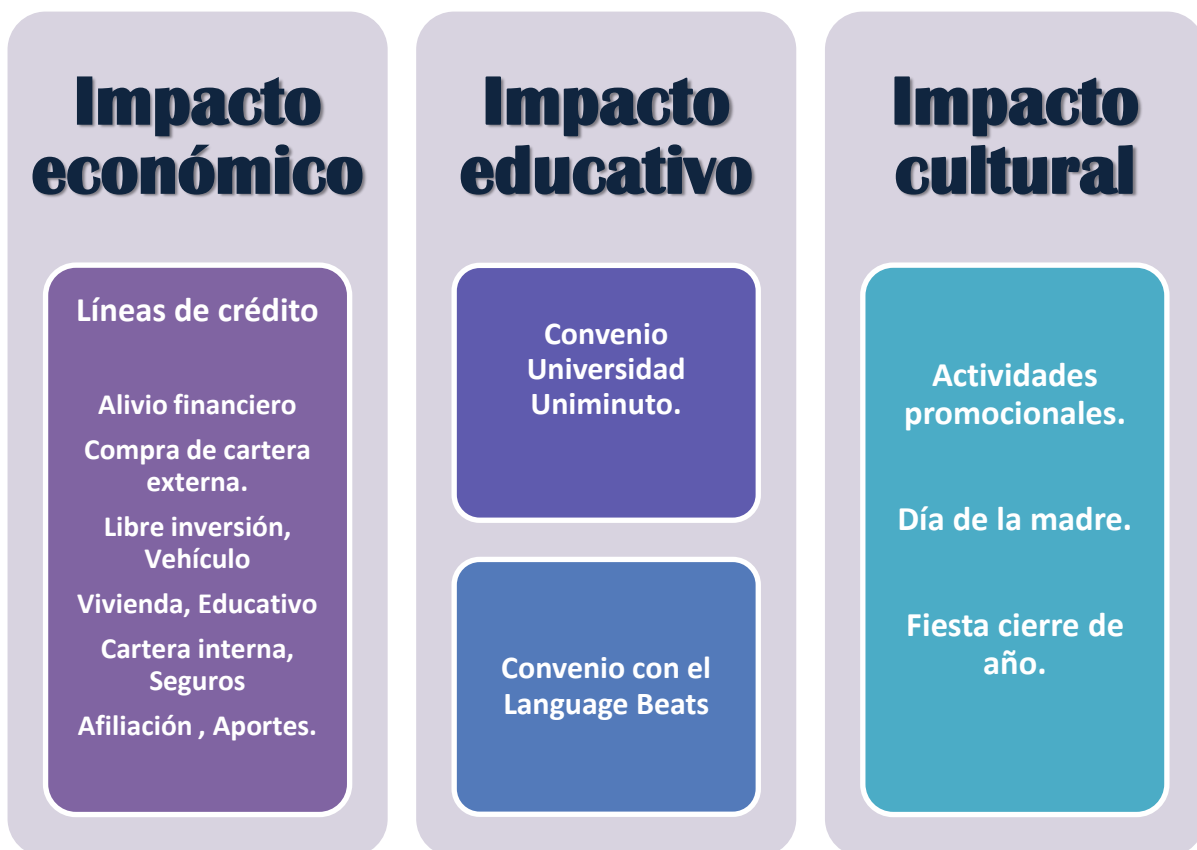 Impacto
económico
Líneas de crédito
Alivio financiero
Compra de cartera
externa.
Libre inversión,
Vehículo
Vivienda, Educativo
Cartera interna,
Seguros
Afiliación , Aportes.
Impacto
educativo
Convenio
Universidad
Uniminuto.
Convenio con el
Language Beats
Impacto
cultural
Actividades
promocionales.
Día de la madre.
Fiesta cierre de
año.